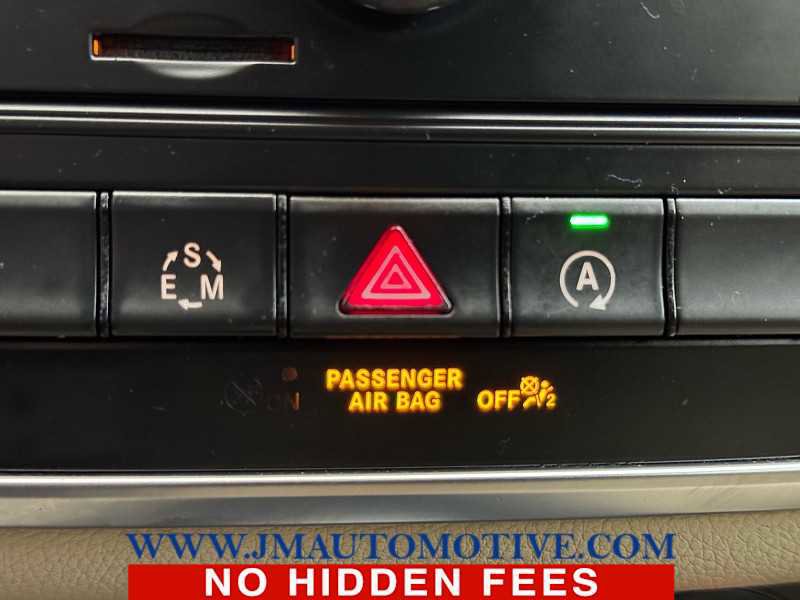 S
E M
A
PASSENGER
AIR BAG OFF 2
ON
WWW.JMAUTOMOTIVE.COM
NO HIDDEN FEES